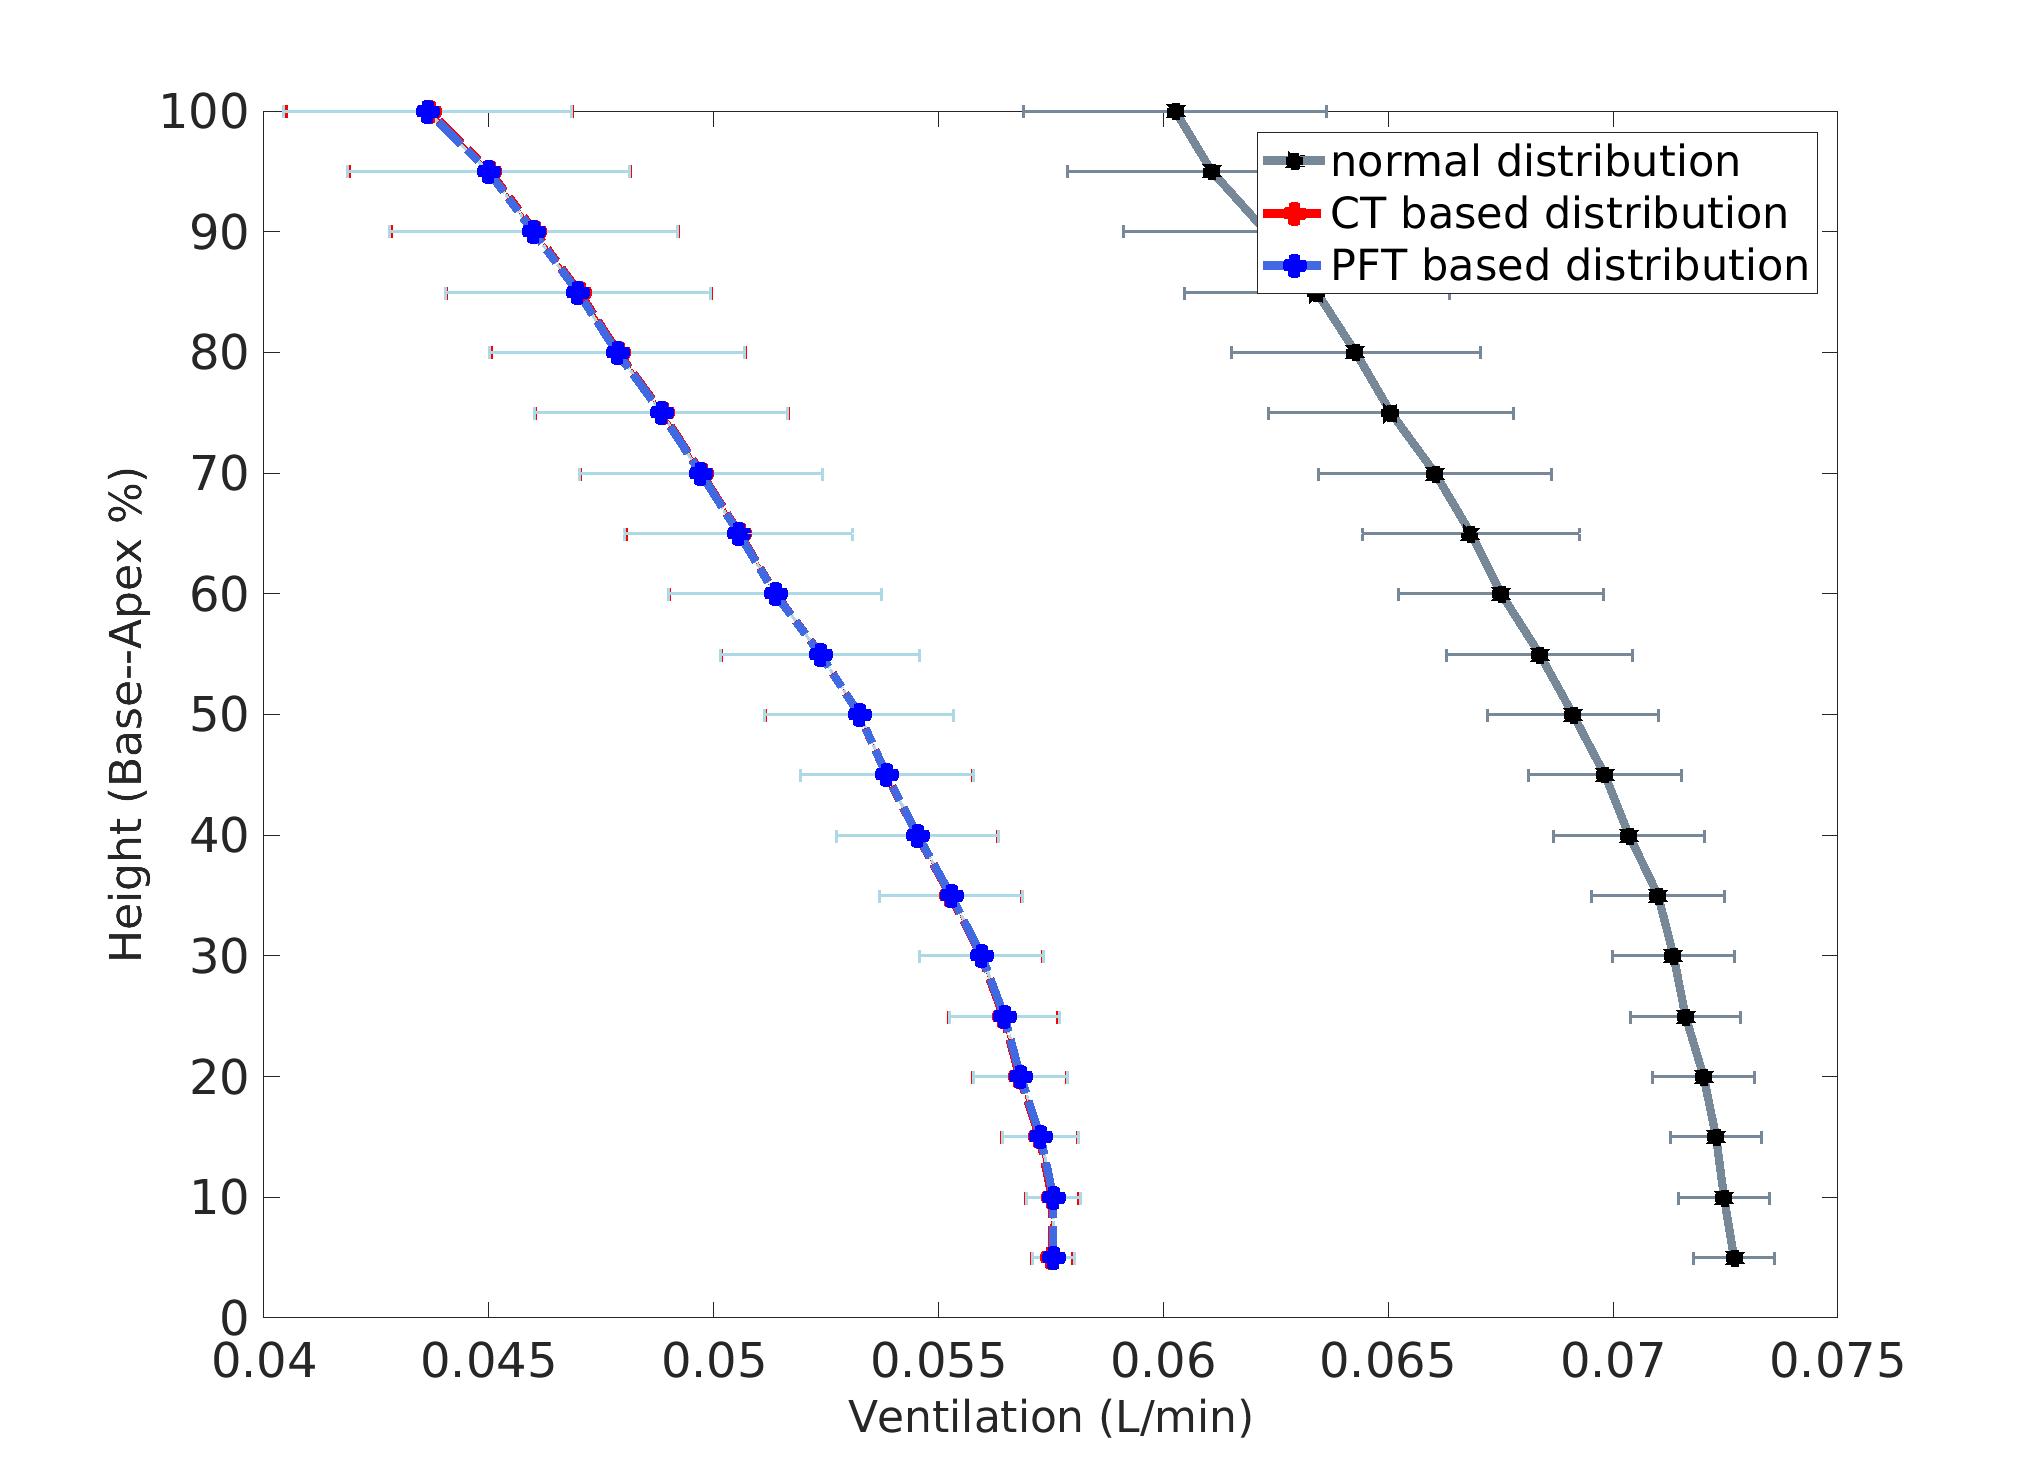 100
90
80
70
60
50
40
30
20
10
0
Height (Base--Apex %)
normal distribution
CT based distribution
PFT based distribution
0.04 0.045 0.05 0.055 0.06 0.065 0.07 0.075
Ventilation (L/min)